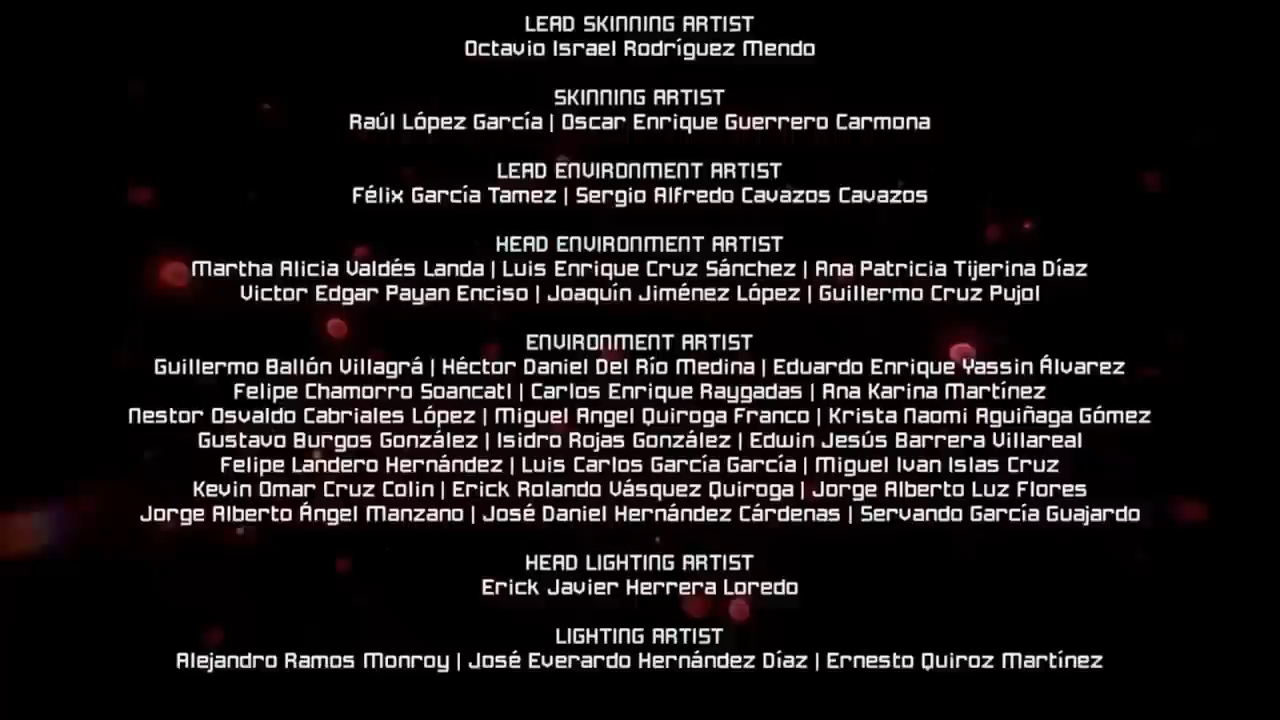 LEAD SKINNING ARTIST
Octavio Israel Rodríguez Mendo
SKINNING ARTIST
Raúl López García | Oscar Enrique Guerrero Carmona
LEAD ENVIRONMENT ARTIST
Félix García Tamez | Sergio Alfredo Cavazos Cavazos
HEAD ENVIRONMENT ARTIST
Martha Alicia Valdés Landa | Luis Enrique Cruz Sánchez | Ana Patricia Tijerina Díaz
Victor Edgar Payan Enciso | Joaquín Jiménez López | Guillermo Cruz Pujol
ENVIRONMENT ARTIST
Guillermo Ballón Villagrá | Héctor Daniel Del Río Medina | Eduardo Enrique Yassin Álvarez
Felipe Chamorro Soancatl | Carlos Enrique Raygadas | Ana Karina Martínez
Nestor Osvaldo Cabriales López | Miguel Angel Quiroga Franco | Krista Naomi Aguiñaga Gómez
Gustavo Burgos González | Isidro Rojas González | Edwin Jesús Barrera Villareal
Felipe Landero Hernández | Luis Carlos García García | Miguel Ivan Islas Cruz
Kevin Omar Cruz Colin | Erick Rolando Vásquez Quiroga | Jorge Alberto Luz Flores
Jorge Alberto Ángel Manzano | José Daniel Hernández Cárdenas | Servando García Guajardo
HEAD LIGHTING ARTIST
Erick Javier Herrera Loredo
LIGHTING ARTIST
Alejandro Ramos Monroy | José Everardo Hernández Díaz | Ernesto Quiroz Martínez